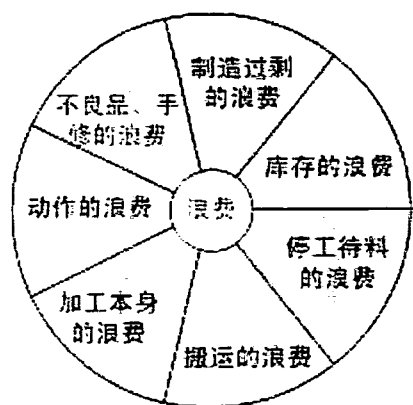 制造过剩
的浪费
库存的浪费
停工待料
的浪费
搬运的浪费
加工本身
的浪费
动作的浪费
不良品、手
修的浪费
浪费